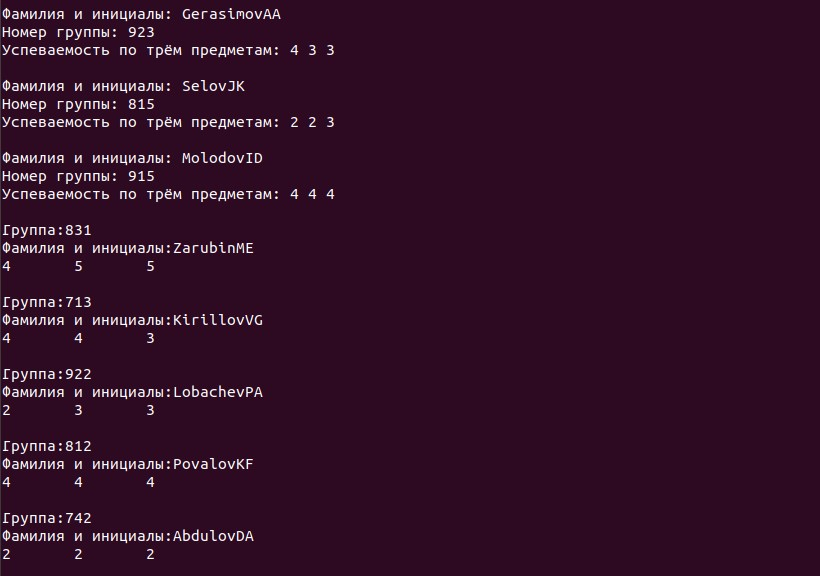 Фамилия и инициалы: GerasimovAA
Номер группы: 923
Успеваемость по трём предметам: 4 3 3
Фамилия и инициалы: SelovJK
Номер группы: 815
Успеваемость по трём предметам: 2 2 3
Фамилия и инициалы: MolodovID
Номер группы: 915
Успеваемость по трём предметам: 4 4 4
Группа:831
Фамилия и инициалы:ZarubinME
4 5 5
Группа:713
Фамилия и инициалы:KirillovVG
4 4 3
Группа:922
Фамилия и инициалы:LobachevPA
2 3 3
Группа:812
Фамилия и инициалы:PovalovKF
4 4 4
Группа:742
Фамилия и инициалы:AbdulovDA
2 2 2